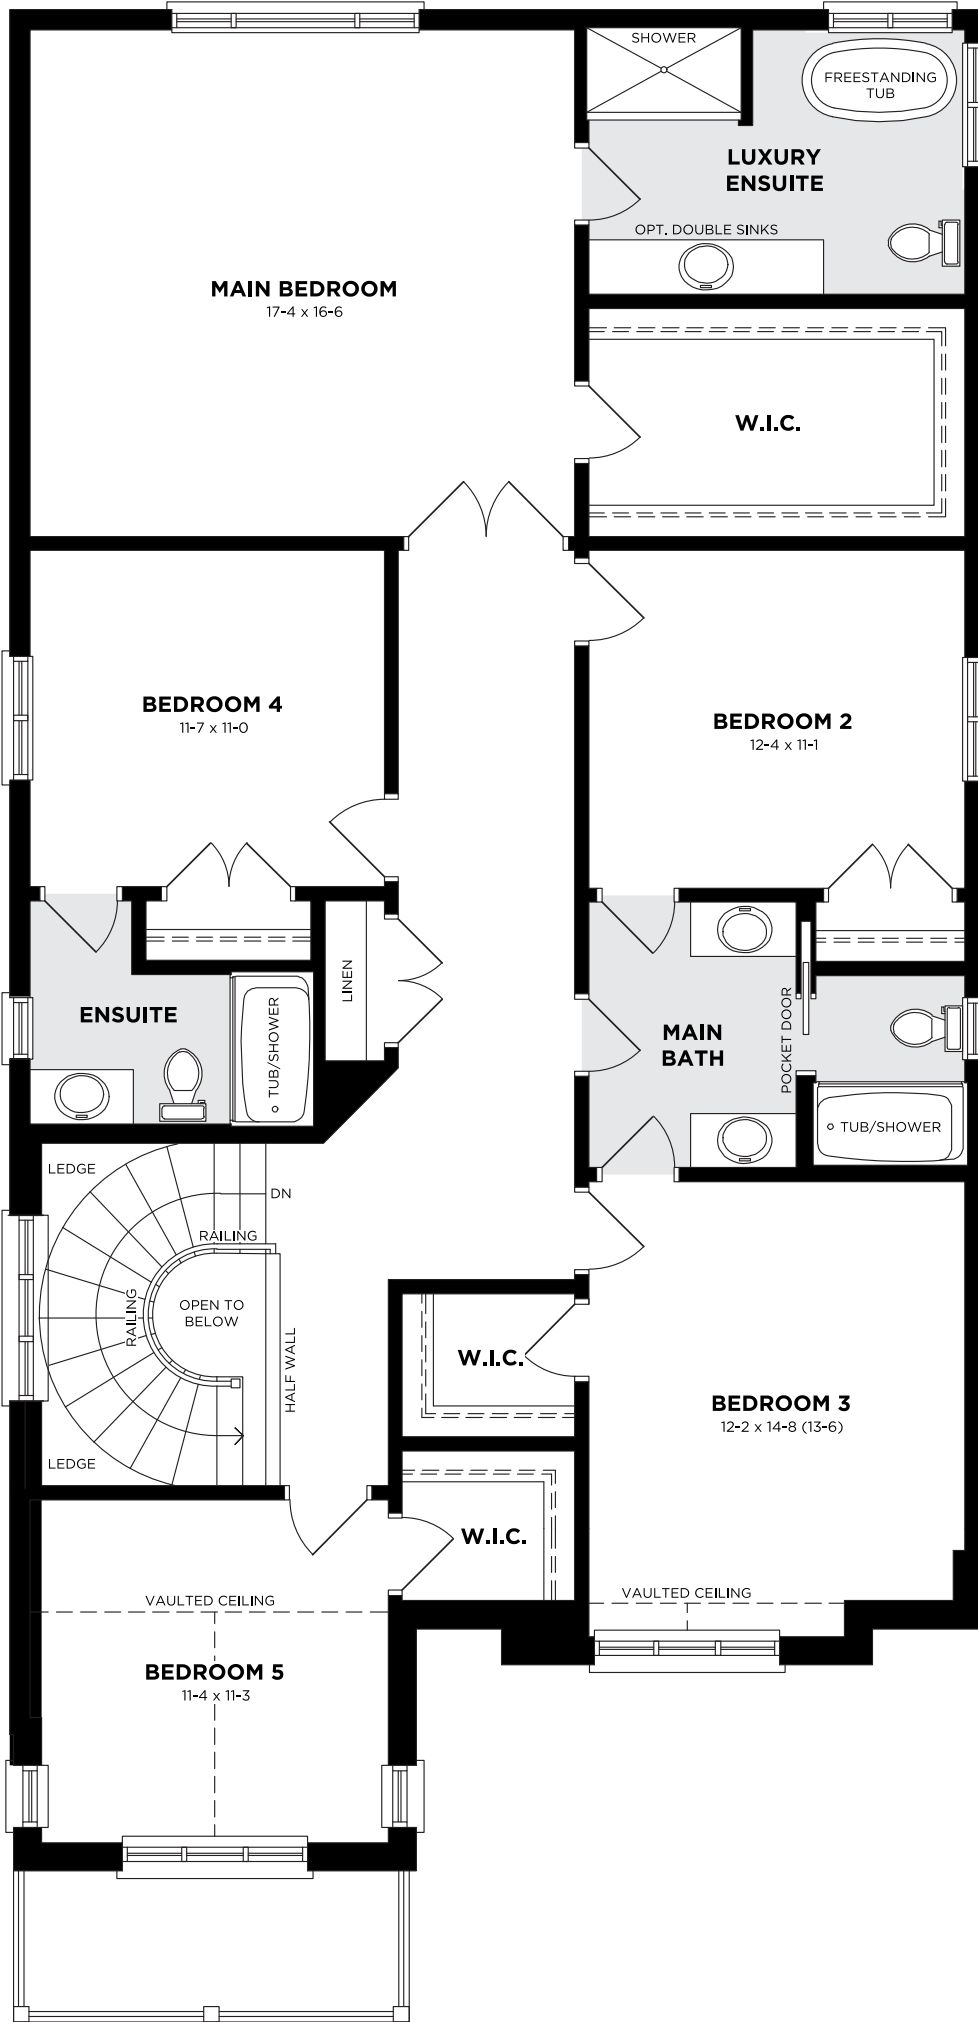 SHOWER
FREESTANDING
TUB
LUXURY
ENSUITE
OPT. DOUBLE SINKS
MAIN BEDROOM
17-4 x 16-6
W.I.C.
BEDROOM 4
11-7 x 11-0
BEDROOM 2
12-4 x 11-1
LINEN
ENSUITE
TUB/SHOWER
MAIN
BATH
POCKET DOOR
TUB/SHOWER
LEDGE
DN
RAILING
RAILING
OPEN TO
BELOW
HALF WALL
LEDGE
W.I.C.
BEDROOM 3
12-2 x 14-8 (13-6)
W.I.C.
VAULTED CEILING
VAULTED CEILING
BEDROOM 5
11-4 x 11-3